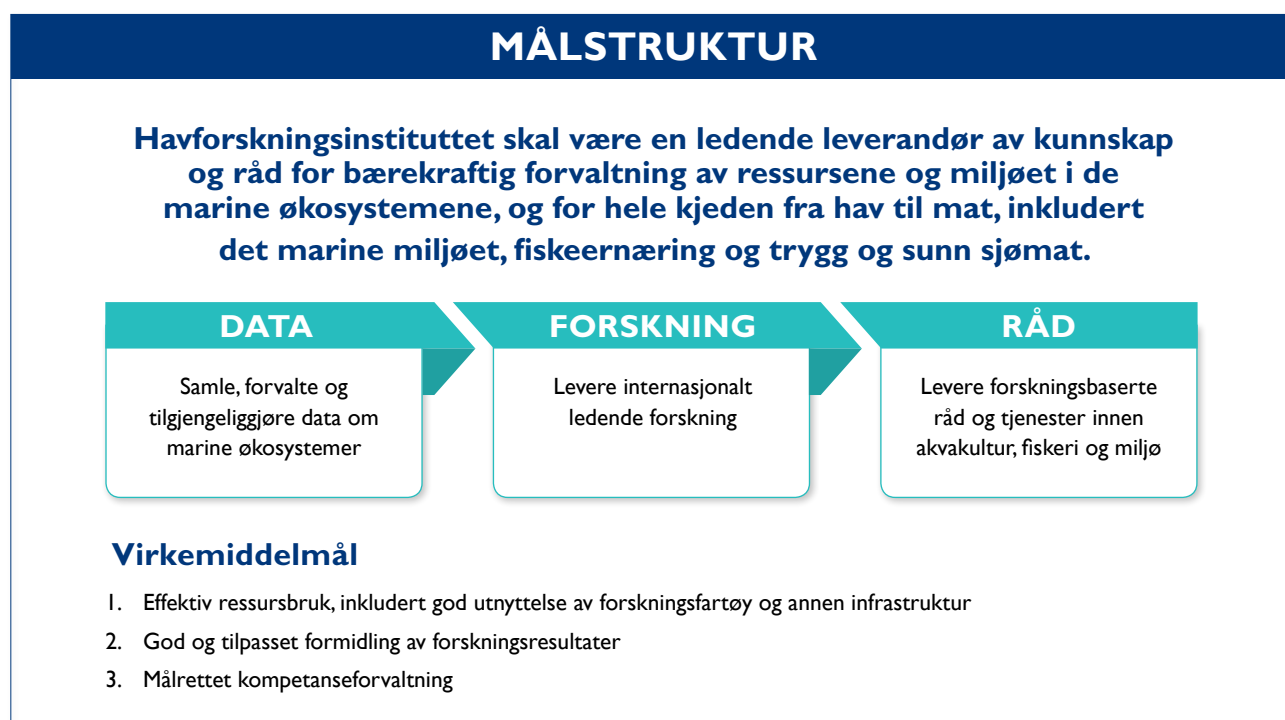 MÅLSTRUKTUR
Havforskningsinstituttet skal være en ledende leverandør av kunnskap
og råd for bærekraftig forvaltning av ressursene og miljøet i de
marine økosystemene, og for hele kjeden fra hav til mat, inkludert
det marine miljøet, fiskeernæring og trygg og sunn sjømat.
DATA
Samle, forvalte og
tilgjengeliggjøre data om
marine økosystemer
FORSKNING
Levere internasjonalt
ledende forskning
RÅD
Levere forskningsbaserte
råd og tjenester innen
akvakultur, fiskeri og miljø
Virkemiddelmål
1. Effektiv ressursbruk, inkludert god utnyttelse av forskningsfartøy og annen infrastruktur
2. God og tilpasset formidling av forskningsresultater
3. Målrettet kompetanseforvaltning